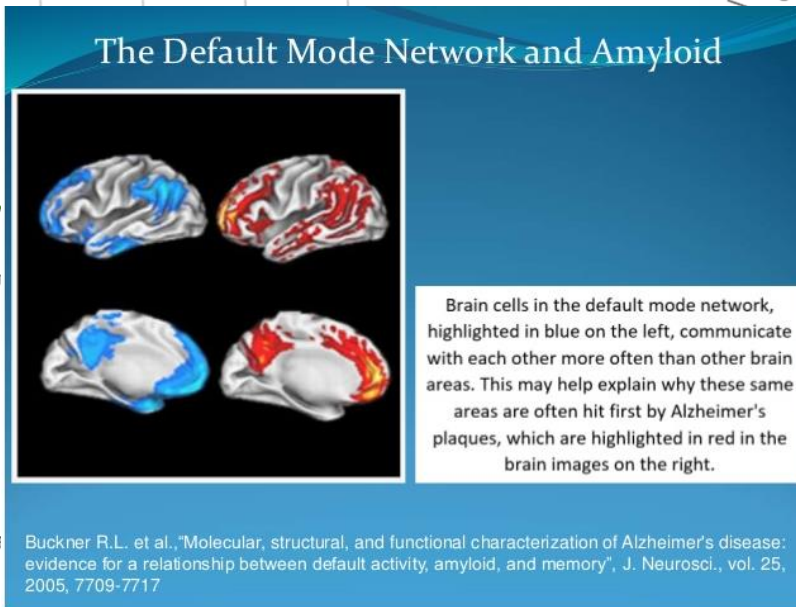 The Default Mode Network and Amyloid
Brain cells in the default mode network,
highlighted in blue on the left, communicate
with each other more often than other brain
areas. This may help explain why these same
areas are often hit first by Alzheimer's
plaques, which are highlighted in red in the
brain images on the right.
Buckner R.L. et al.,"Molecular, structural, and functional characterization of Alzheimer's disease:
evidence for a relationship between default activity, amyloid, and memory", J. Neurosci., vol. 25,
2005, 7709-7717